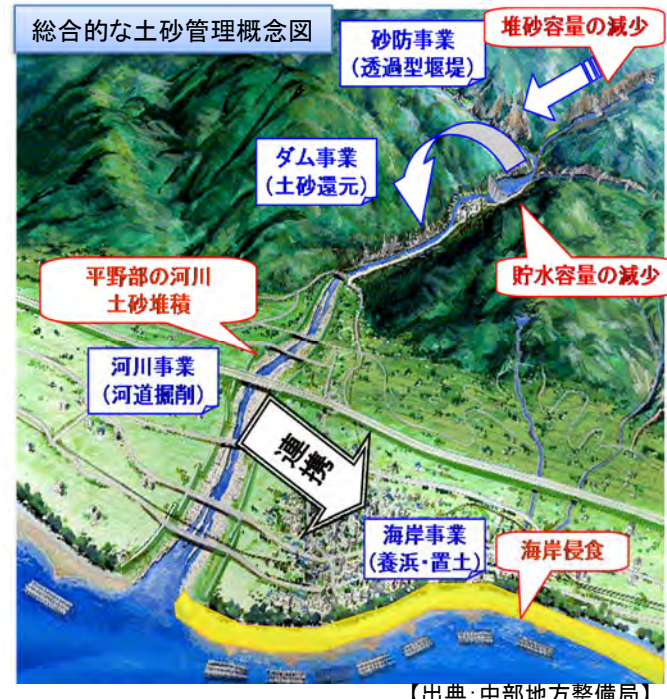 総合的な土砂管理概念図
砂防事業
(透過型堰堤)
堆砂容量の減少
ダム事業
(土砂還元)
平野部の河川
土砂堆積
貯水容量の減少
河川事業
(河道掘削)
連携
海岸事業
(養浜・置土)
海岸侵食
【出典:中部地方整備局】